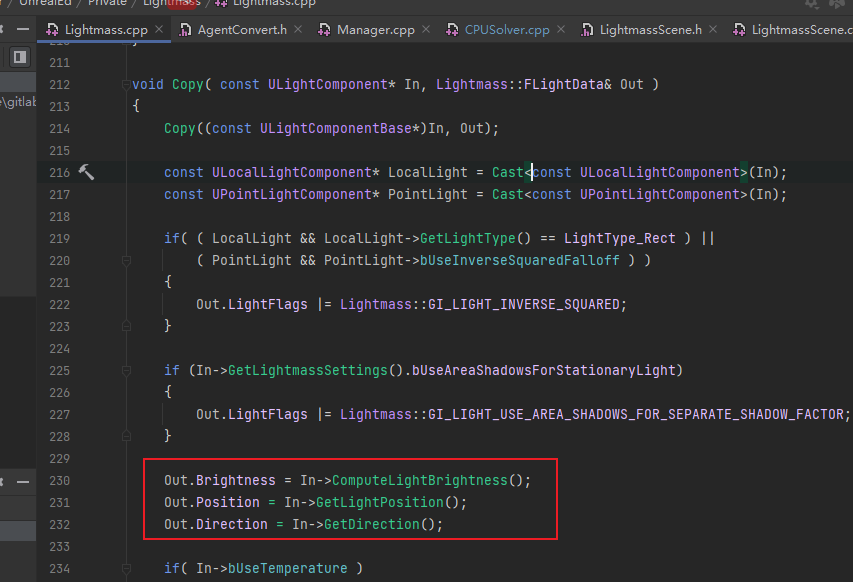 / UnrealEd / Private / Lightmass / Lightmass.cpp
Lightmass.cpp × AgentConvert.h × Manager.cpp × CPUSolver.cpp × LightmassScene.h × LightmassScene.c
e\gitlab
210 }
211
212 void Copy( const ULightComponent* In, Lightmass::FLightData& Out )
213 {
214 Copy((const ULightComponentBase*)In, Out);
215
216 const ULocalLightComponent* LocalLight = Cast<const ULocalLightComponent>(In);
217 const UPointLightComponent* PointLight = Cast<const UPointLightComponent>(In);
218
219 if( ( LocalLight && LocalLight->GetLightType() == LightType_Rect ) ||
220 ( PointLight && PointLight->bUseInverseSquaredFalloff ) )
221 {
222 Out.LightFlags |= Lightmass::GI_LIGHT_INVERSE_SQUARED;
223 }
224
225 if (In->GetLightmassSettings().bUseAreaShadowsForStationaryLight)
226 {
227 Out.LightFlags |= Lightmass::GI_LIGHT_USE_AREA_SHADOWS_FOR_SEPARATE_SHADOW_FACTOR;
228 }
229
230 Out.Brightness = In->ComputeLightBrightness();
231 Out.Position = In->GetLightPosition();
232 Out.Direction = In->GetDirection();
233
234 if( In->bUseTemperature )